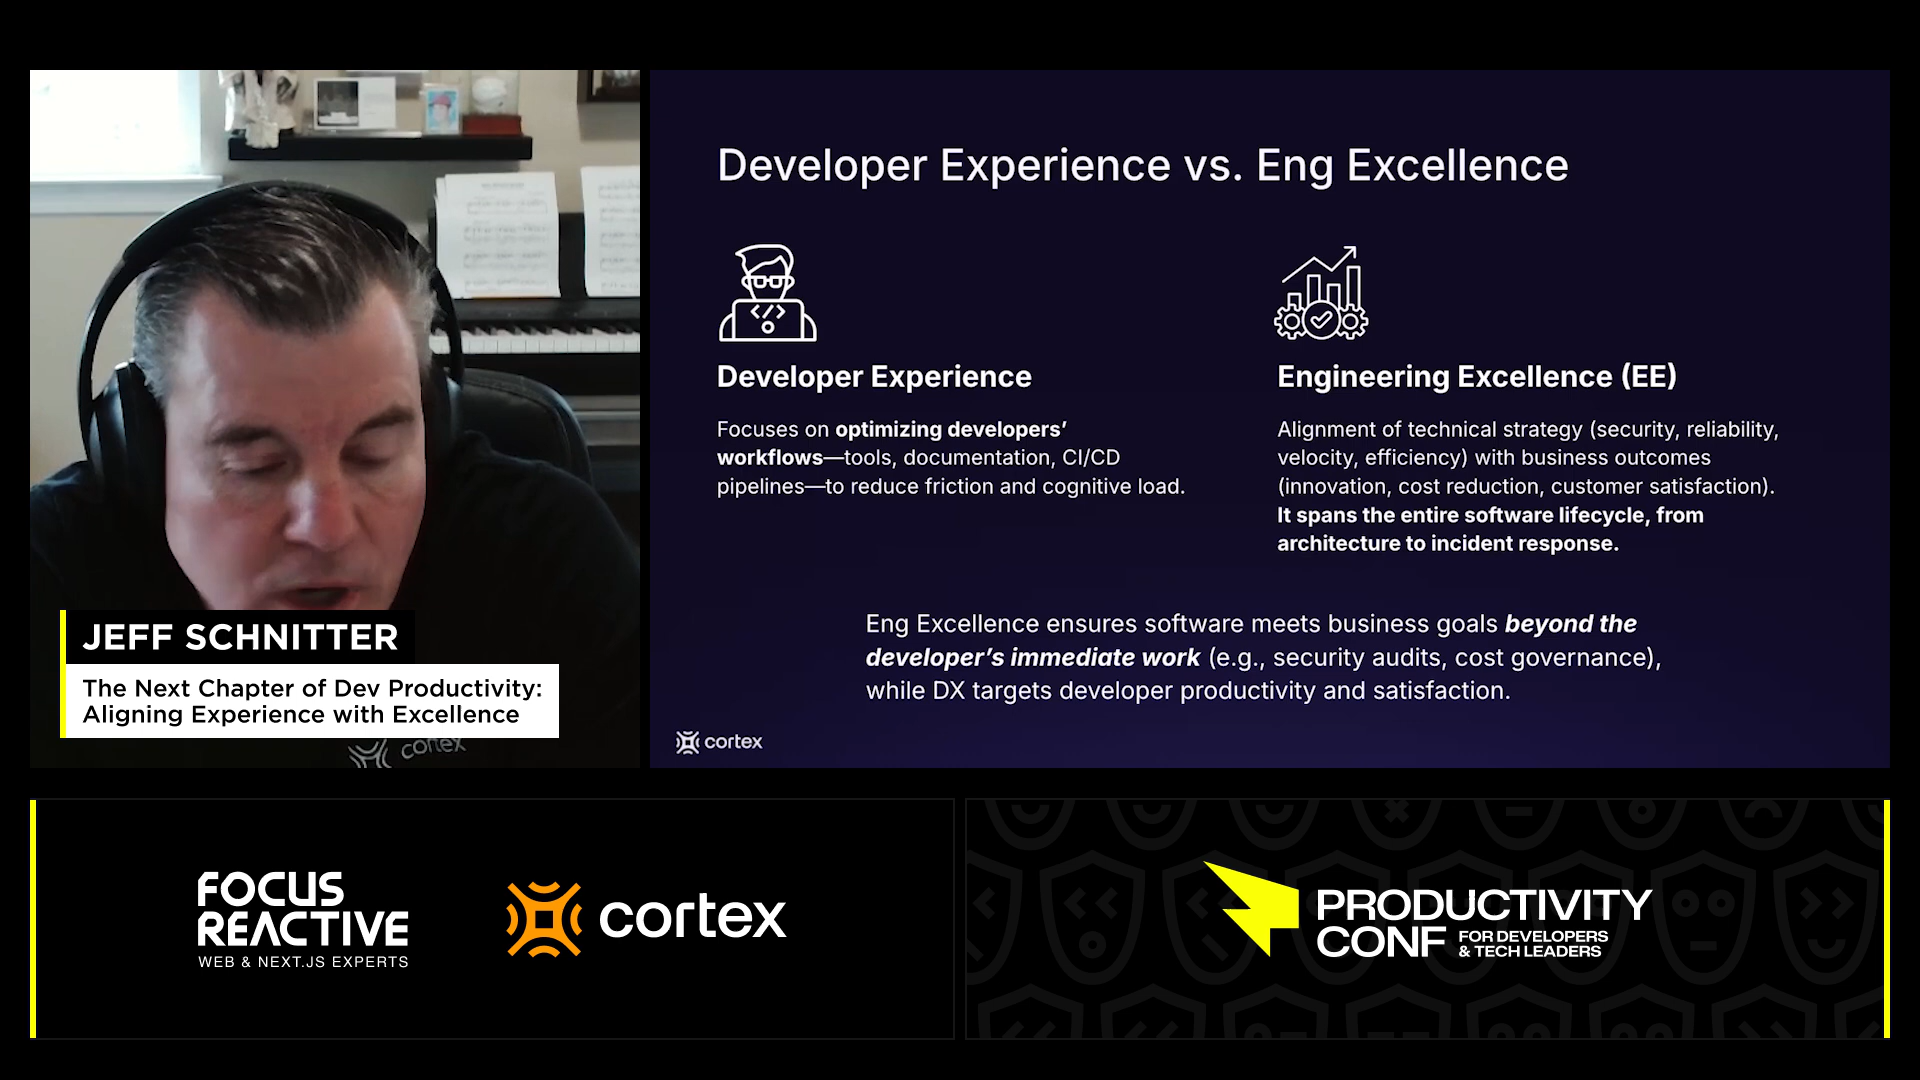 Developer Experience vs. Eng Excellence
Developer Experience
Focuses on optimizing developers’
workflows—tools, documentation, CI/CD
pipelines—to reduce friction and cognitive load.
Engineering Excellence (EE)
Alignment of technical strategy (security, reliability,
velocity, efficiency) with business outcomes
(innovation, cost reduction, customer satisfaction).
It spans the entire software lifecycle, from
architecture to incident response.
Eng Excellence ensures software meets business goals beyond the
developer’s immediate work (e.g., security audits, cost governance),
while DX targets developer productivity and satisfaction.
cortex
JEFF SCHNITTER
The Next Chapter of Dev Productivity:
Aligning Experience with Excellence
cortex
FOCUS
REACTIVE
WEB & NEXT.JS EXPERTS
cortex
PRODUCTIVITY
CONF FOR DEVELOPERS
& TECH LEADERS